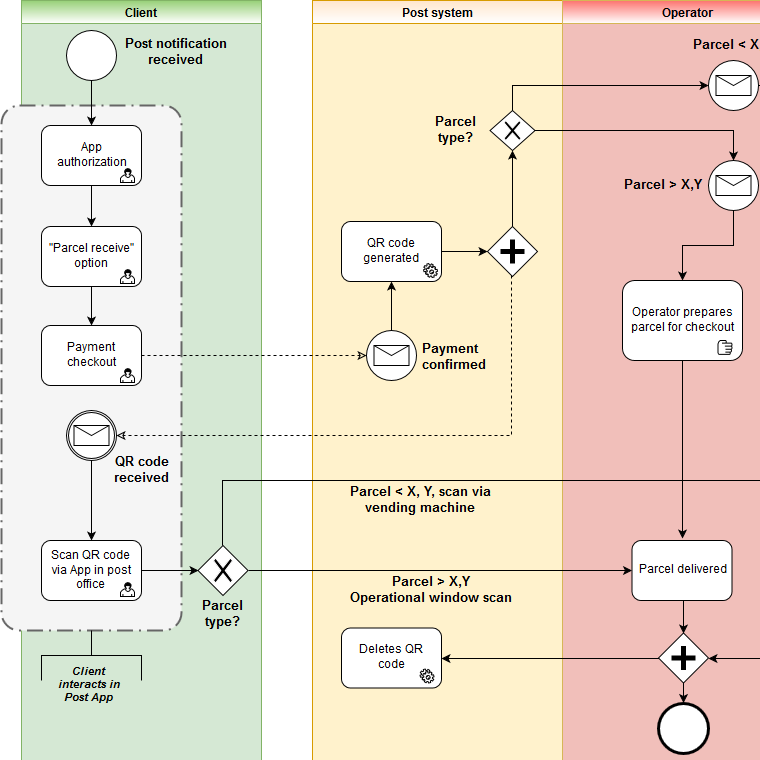 Client
Post system
Operator
Post notification
received
Parcel < X
App
authorization
Parcel
type?
Parcel > X,Y
"Parcel receive"
option
QR code
generated
Operator prepares
parcel for checkout
Payment
checkout
Payment
confirmed
QR code
received
Parcel < X, Y, scan via
vending machine
Scan QR code
via App in post
office
Parcel
type?
Parcel > X,Y
Operational window scan
Parcel delivered
Deletes QR
code
Client
interacts in
Post App